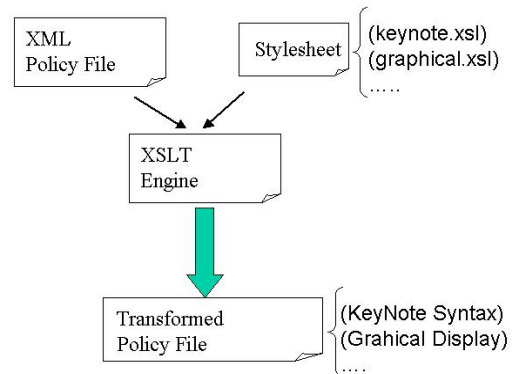 XML
Policy File
Stylesheet
(keynote.xsl)
(graphical.xsl)
.....
XSLT
Engine
Transformed
Policy File
(KeyNote Syntax)
(Grahical Display)
....